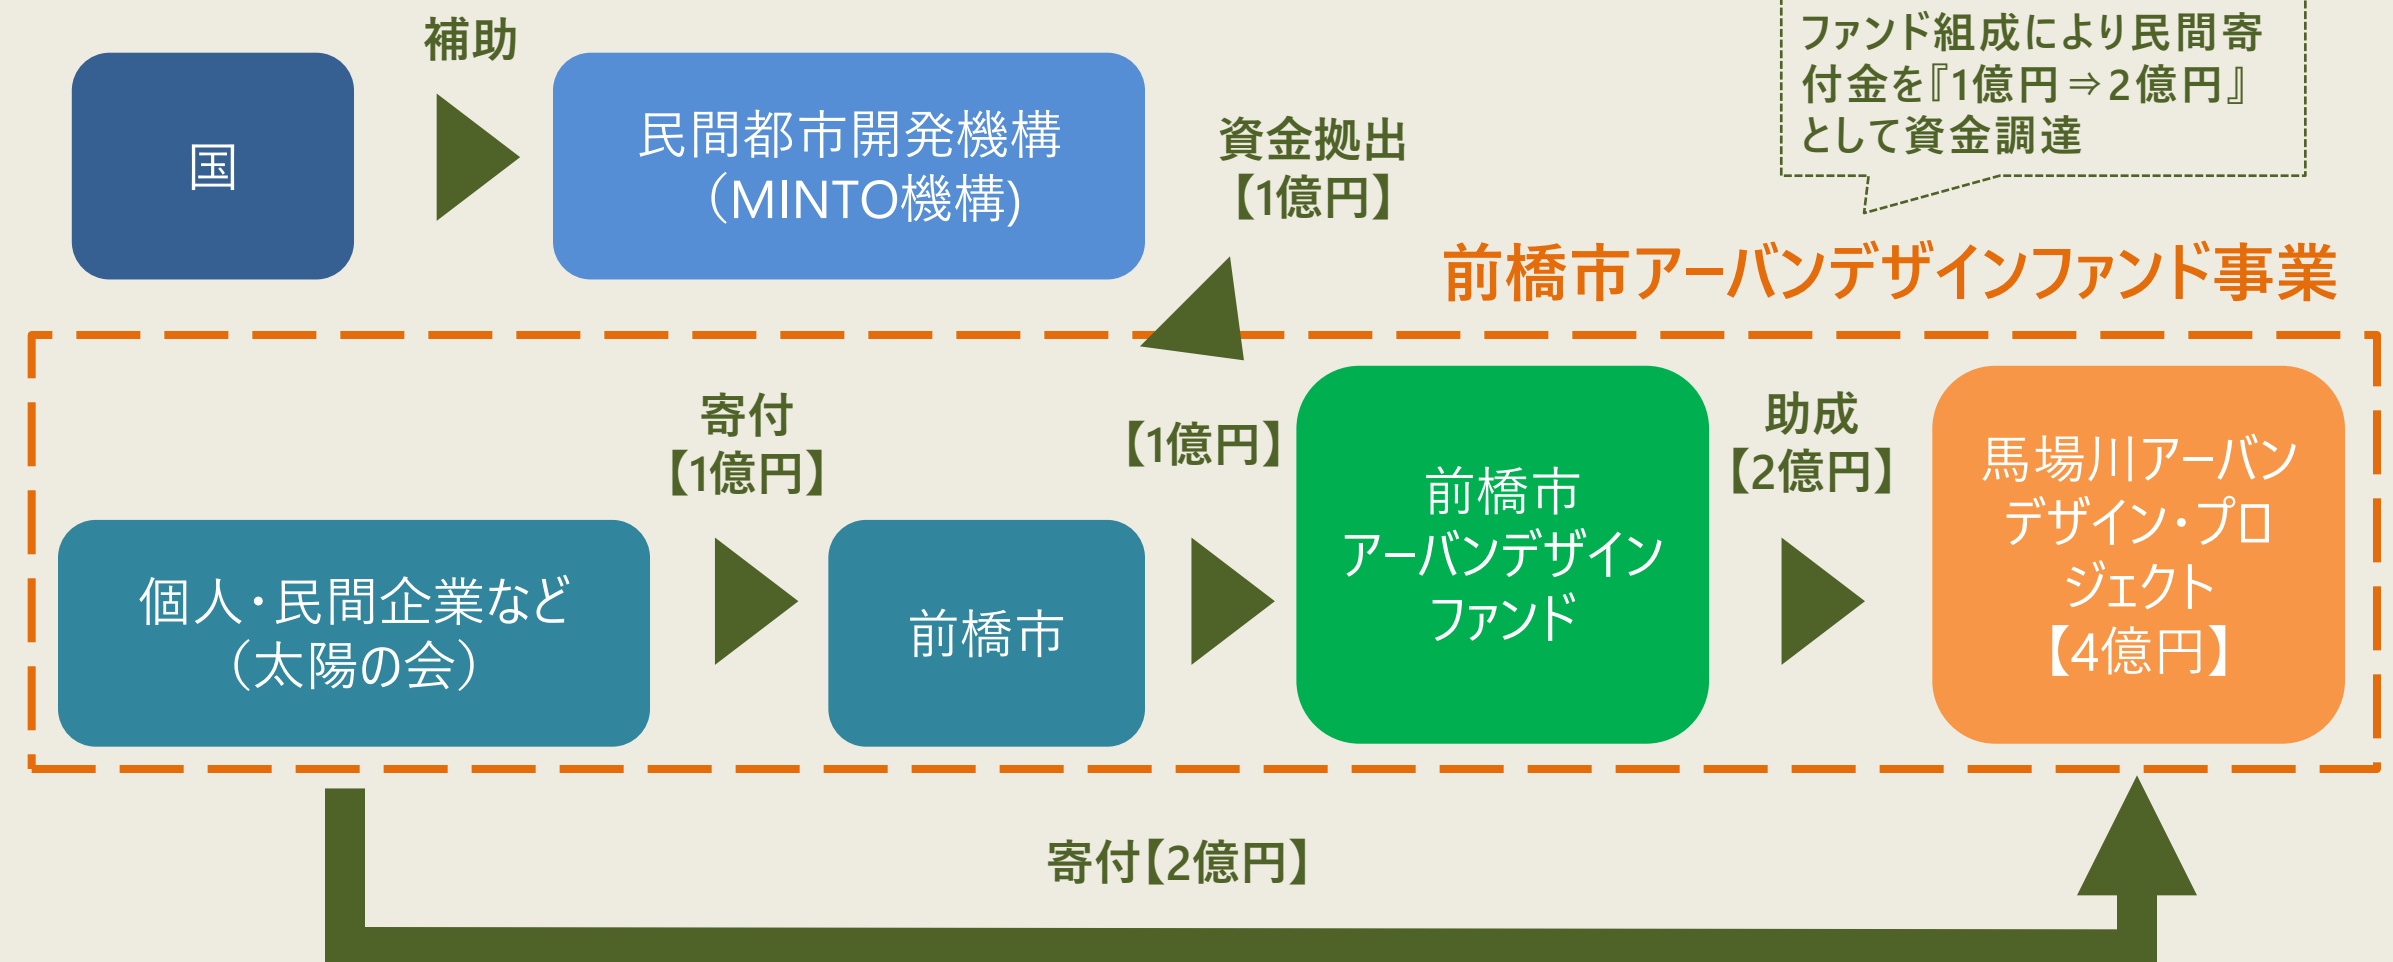 補助
国
民間都市開発機構
（MINTO機構)
資金拠出
【1億円】
ファンド組成により民間寄
付金を『1億円⇒2億円』
として資金調達
前橋市アーバンデザインファンド事業
個人・民間企業など
（太陽の会）
寄付
【1億円】
前橋市
【1億円】
前橋市
アーバンデザイン
ファンド
助成
【2億円】
馬場川アーバン
デザイン・プロ
ジェクト
【4億円】
寄付【2億円】